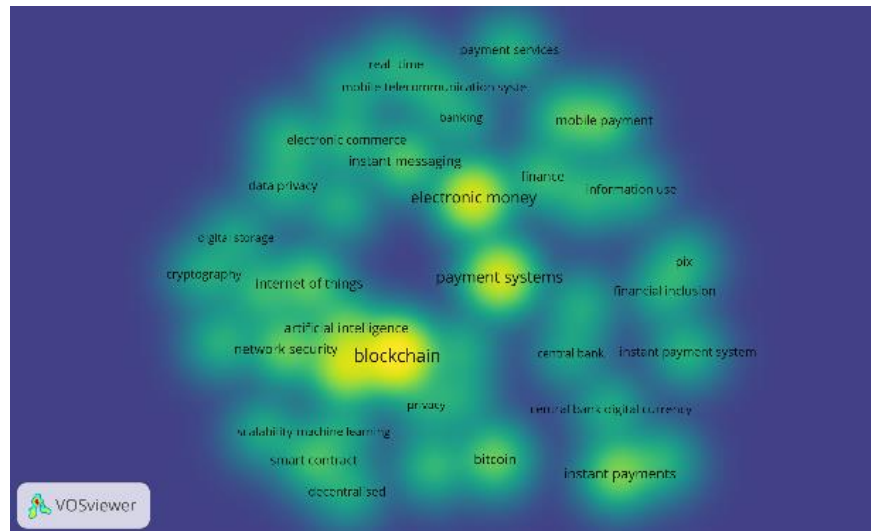 payment services
real-time
mobile telecommunication syste.
banking
mobile payment
electronic commerce
instant messaging
finance
data privacy
electronic money
information use
digital storage
pix
cryptography
internet of things
payment systems
financial inclusion
artificial intelligence
network security
blockchain
central bank
instant payment system
privacy
central bank digital currency
scalability machine learning
smart contract
bitcoin
instant payments
decentralised
VOSviewer